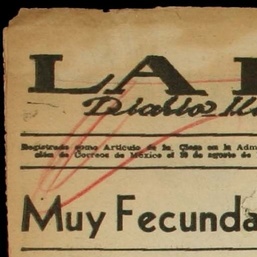 LA
Diario Il
Registrado como Artículo de 2a. Clase en la Adm
ción de Correos de México el 10 de agosto de
Muy Fecunda